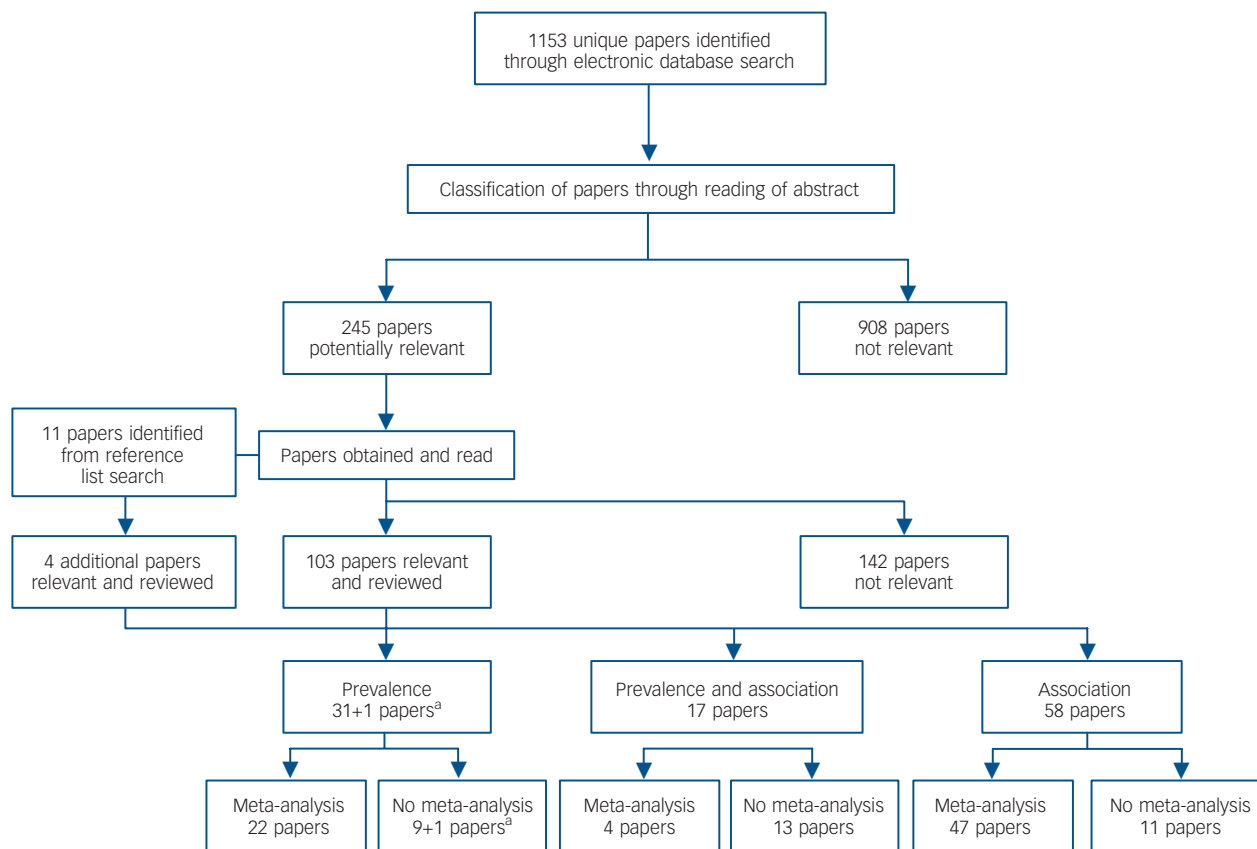 1153 unique papers identified
through electronic database search
Classification of papers through reading of abstract
245 papers
potentially relevant
908 papers
not relevant
11 papers identified
from reference
list search
Papers obtained and read
4 additional papers
relevant and reviewed
103 papers relevant
and reviewed
142 papers
not relevant
Prevalence
31+1 papersª
Prevalence and association
17 papers
Association
58 papers
Meta-analysis
22 papers
No meta-analysis
9+1 papersª
Meta-analysis
4 papers
No meta-analysis
13 papers
Meta-analysis
47 papers
No meta-analysis
11 papers